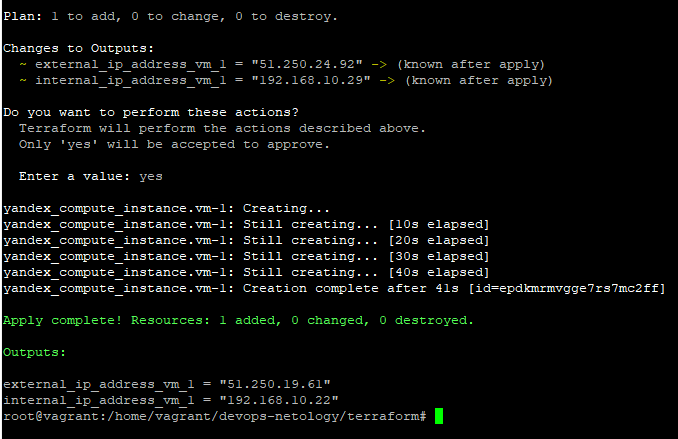 Plan: 1 to add, 0 to change, 0 to destroy.
Changes to Outputs:
~ external_ip_address_vm_1 = "51.250.24.92" -> (known after apply)
~ internal_ip_address_vm_1 = "192.168.10.29" -> (known after apply)
Do you want to perform these actions?
Terraform will perform the actions described above.
Only 'yes' will be accepted to approve.
Enter a value: yes
yandex_compute_instance.vm-1: Creating...
yandex_compute_instance.vm-1: Still creating... [10s elapsed]
yandex_compute_instance.vm-1: Still creating... [20s elapsed]
yandex_compute_instance.vm-1: Still creating... [30s elapsed]
yandex_compute_instance.vm-1: Still creating... [40s elapsed]
yandex_compute_instance.vm-1: Creation complete after 41s [id=epdkmrmvgge7rs7mc2ff]
Apply complete! Resources: 1 added, 0 changed, 0 destroyed.
Outputs:
external_ip_address_vm_1 = "51.250.19.61"
internal_ip_address_vm_1 = "192.168.10.22"
root@vagrant:/home/vagrant/devops-netology/terraform#